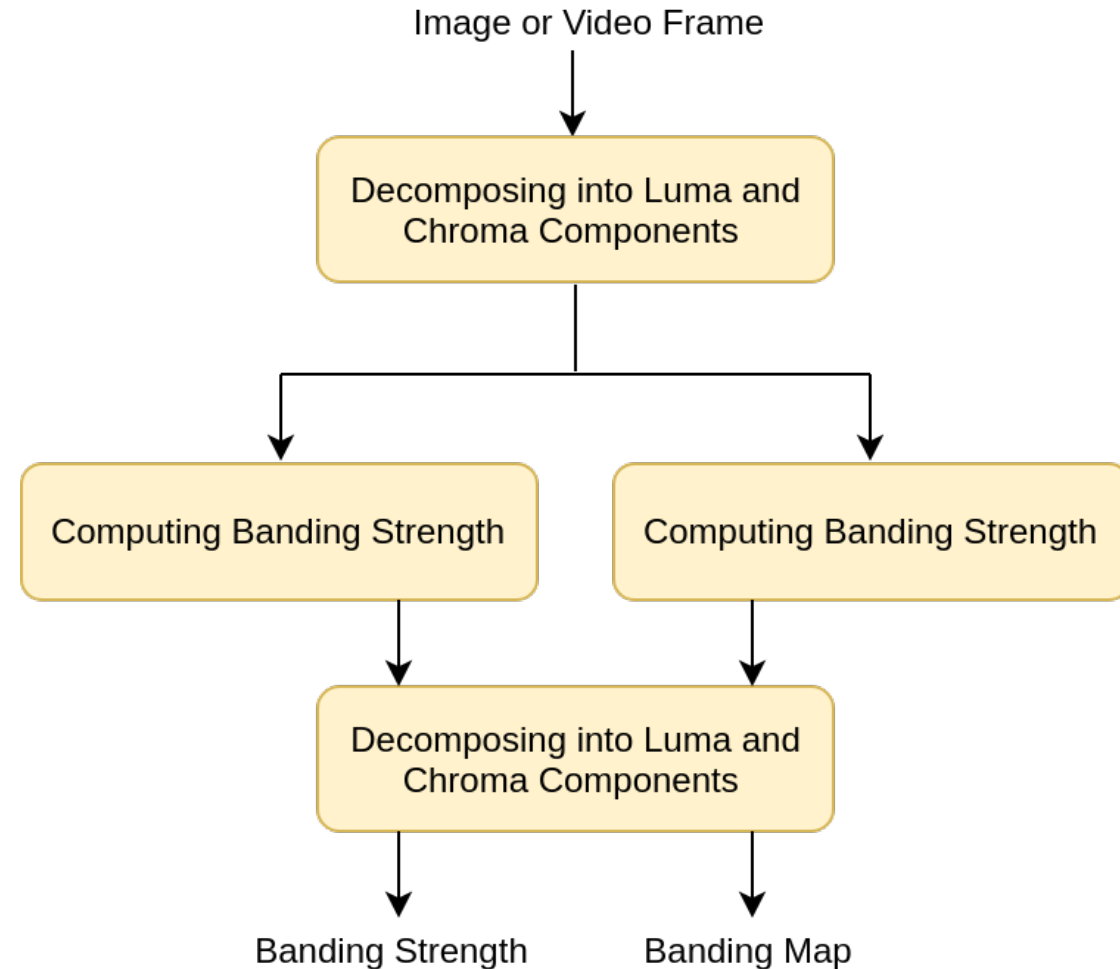 Image or Video Frame
Decomposing into Luma and
Chroma Components
Computing Banding Strength
Computing Banding Strength
Decomposing into Luma and
Chroma Components
Banding Strength
Banding Map